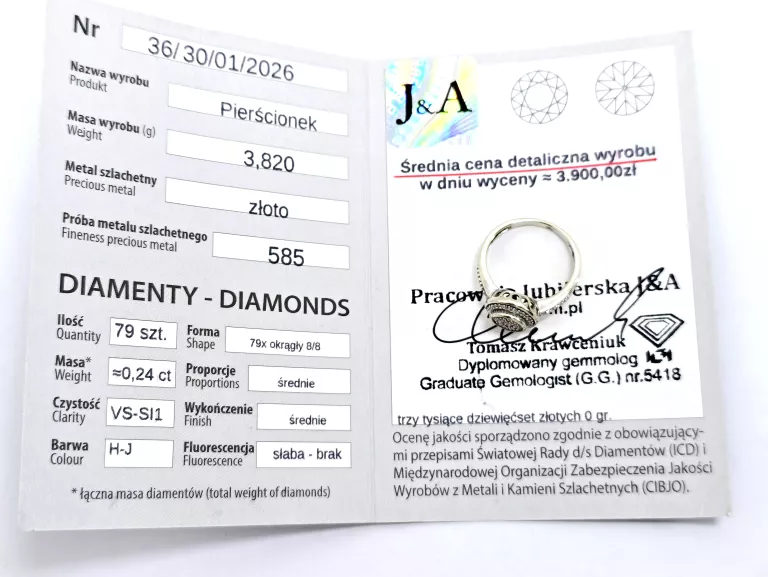 Nr 36/30/01/2026
Nazwa wyrobu
Produkt
Pierścionek
Masa wyrobu (g)
Weight
3,820
Metal szlachetny
Precious metal
złoto
Próba metalu szlachetnego
Fineness precious metal
585
DIAMENTY - DIAMONDS
Ilość
Quantity
79 szt.
Forma
Shape
79x okrągły 8/8
Masa*
Weight
≈0,24 ct
Proporcje
Proportions
średnie
Czystość
Clarity
VS-SI1
Wykończenie
Finish
średnie
Barwa
Colour
H-J
Fluorescencja
Fluorescence
słaba - brak
* łączna masa diamentów (total weight of diamonds)
J&A
Średnia cena detaliczna wyrobu
w dniu wyceny ≈ 3.900,00zł
J&A
.pl
Tomasz Krawceniuk
Dyplomowany gemmolog
Graduate Gemologist (G.G.) nr.5418
trzy tysiące dziewięćset złotych 0 gr.
Ocenę jakości sporządzono zgodnie z obowiązujący-
mi przepisami Światowej Rady d/s Diamentów (ICD) i
Międzynarodowej Organizacji Zabezpieczenia Jakości
Wyrobów z Metali i Kamieni Szlachetnych (CIBJO).